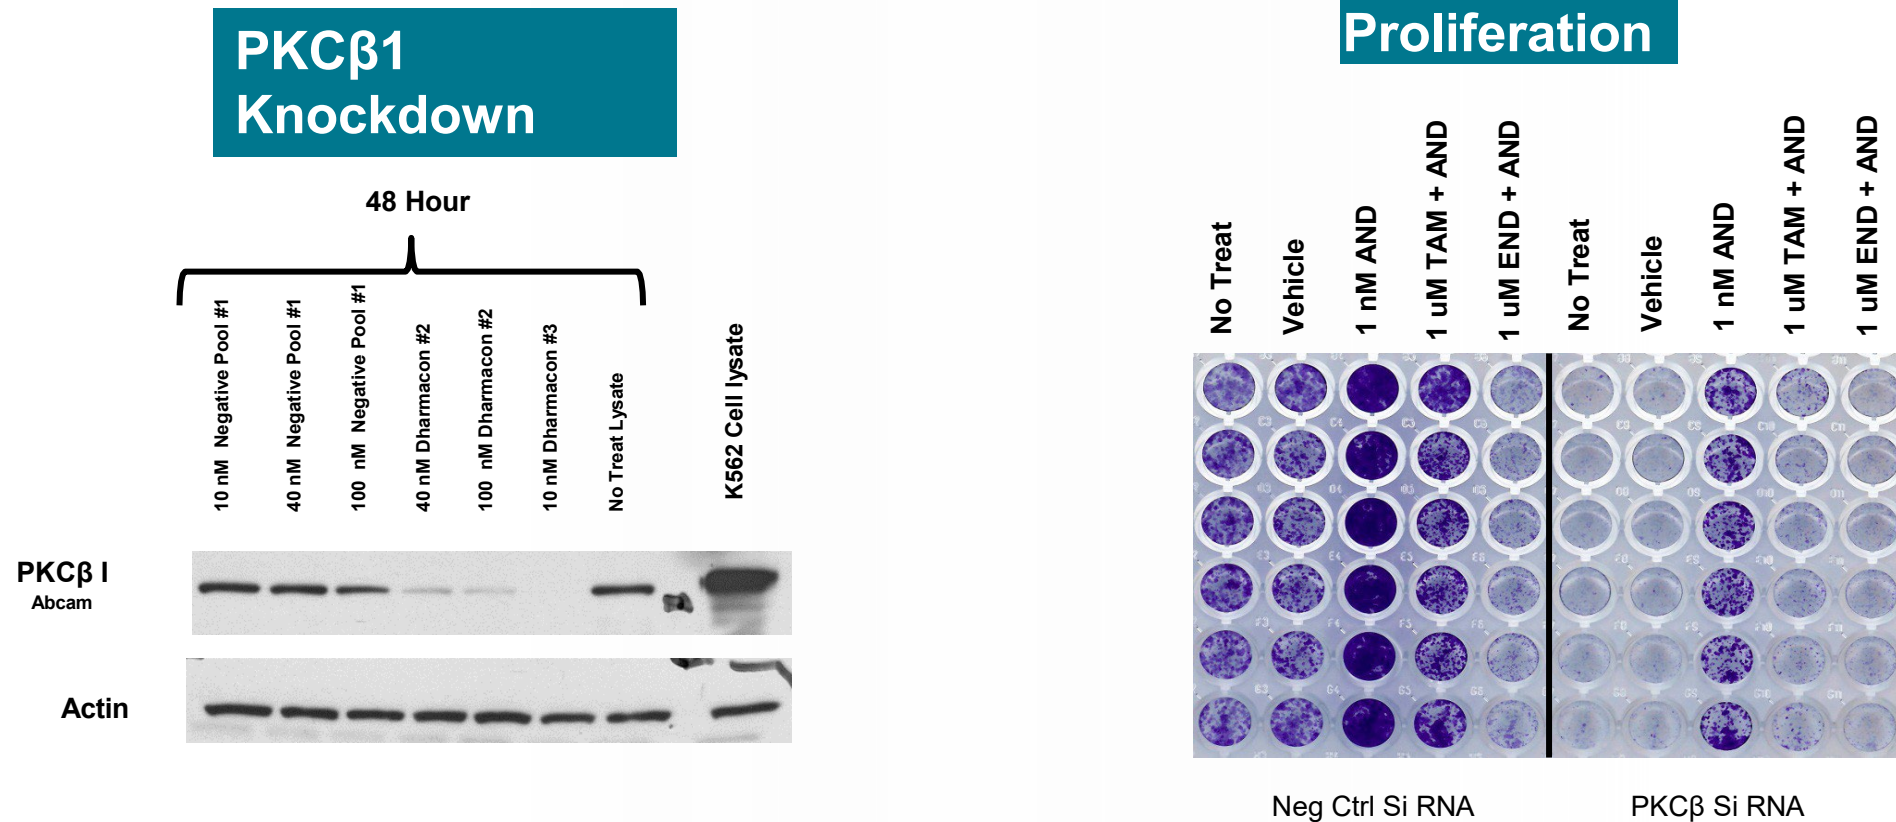 PKCβ1
Knockdown
48 Hour
10 nM  Negative Pool #1
40 nM  Negative Pool #1
100  nM  Negative Pool #1
40 nM Dharmacon #2
100  nM Dharmacon #2
10 nM Dharmacon #3
No Treat Lysate
K562 Cell lysate
PKCβ I
Abcam
Actin
Proliferation
No Treat
Vehicle
1 nM AND
1 uM TAM + AND
1 uM END + AND
No Treat
Vehicle
1 nM AND
1 uM TAM + AND
1 uM END + AND
Neg Ctrl Si RNA
PKCβ Si RNA